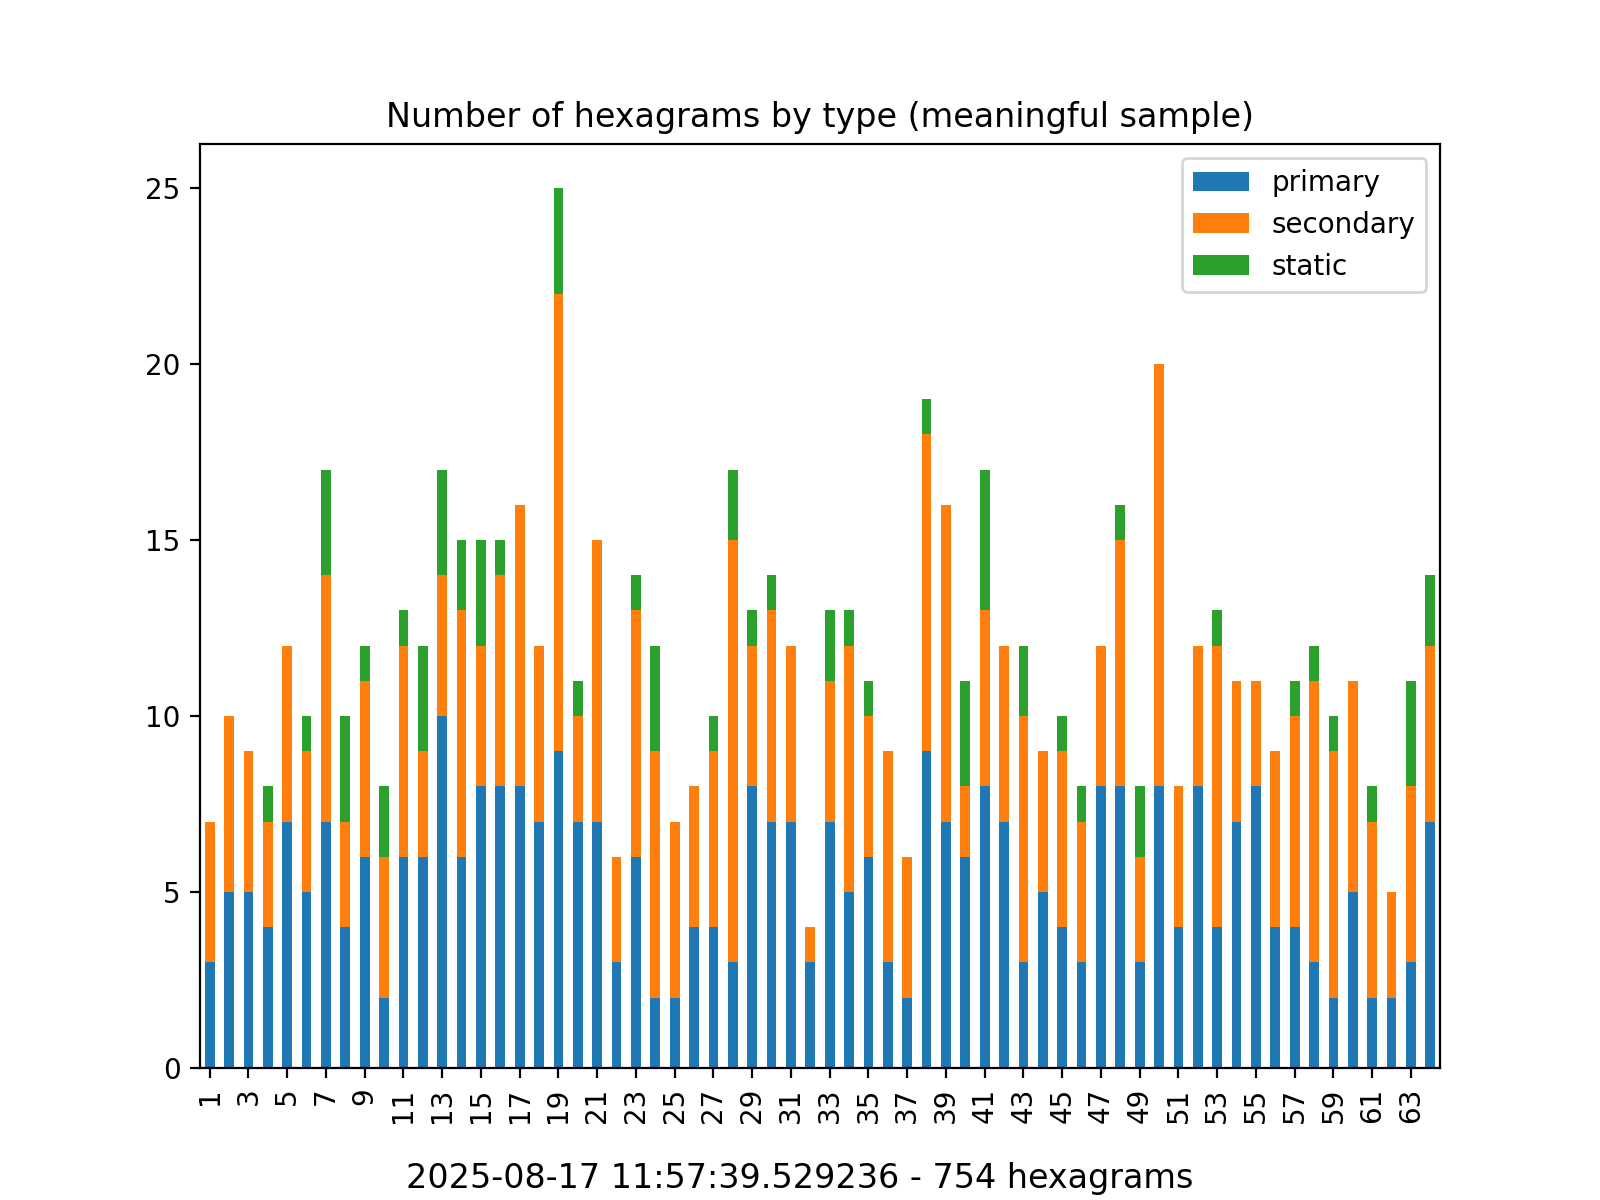 Number of hexagrams by type (meaningful sample)
primary
secondary
static
25
20
15
10
5
0
1 3 5 7 9 11 13 15 17 19 21 23 25 27 29 31 33 35 37 39 41 43 45 47 49 51 53 55 57 59 61 63
2025-08-17 11:57:39.529236 - 754 hexagrams